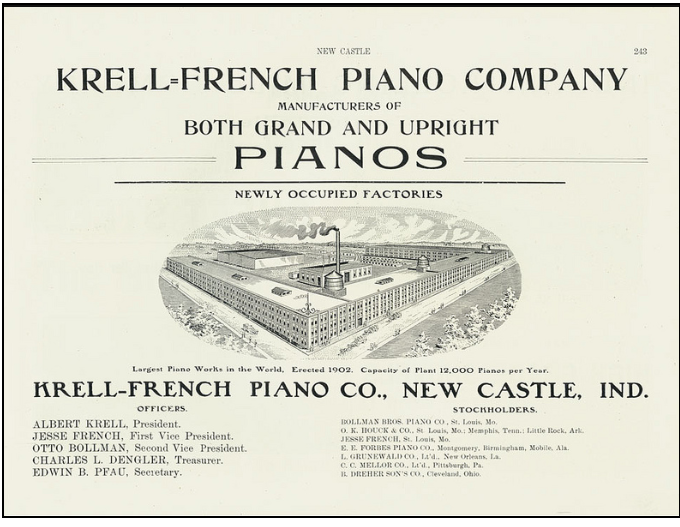 NEW CASTLE
243
KRELL=FRENCH PIANO COMPANY
MANUFACTURERS OF
BOTH GRAND AND UPRIGHT
PIANOS
NEWLY OCCUPIED FACTORIES
Largest Piano Works in the World, Erected 1902. Capacity of Plant 12,000 Pianos per Year.
KRELL-FRENCH PIANO CO., NEW CASTLE, IND.
OFFICERS.
ALBERT KRELL, President.
JESSE FRENCH, First Vice President.
OTTO BOLLMAN, Second Vice President.
CHARLES L. DENGLER, Treasurer.
EDWIN B. PFAU, Secretary.
STOCKHOLDERS.
BOLLMAN BROS. PIANO CO., St. Louis, Mo.
O. K. HOUCK & CO., St. Louis, Mo.; Memphis, Tenn.; Little Rock, Ark.
JESSE FRENCH, St. Louis, Mo.
E. E. FORBES PIANO CO., Montgomery, Birmingham, Mobile, Ala.
L. GRUNEWALD CO., Lt'd., New Orleans, La.
C. C. MELLOR CO., Lt'd., Pittsburgh, Pa.
B. DREHER SON'S CO., Cleveland, Ohio.